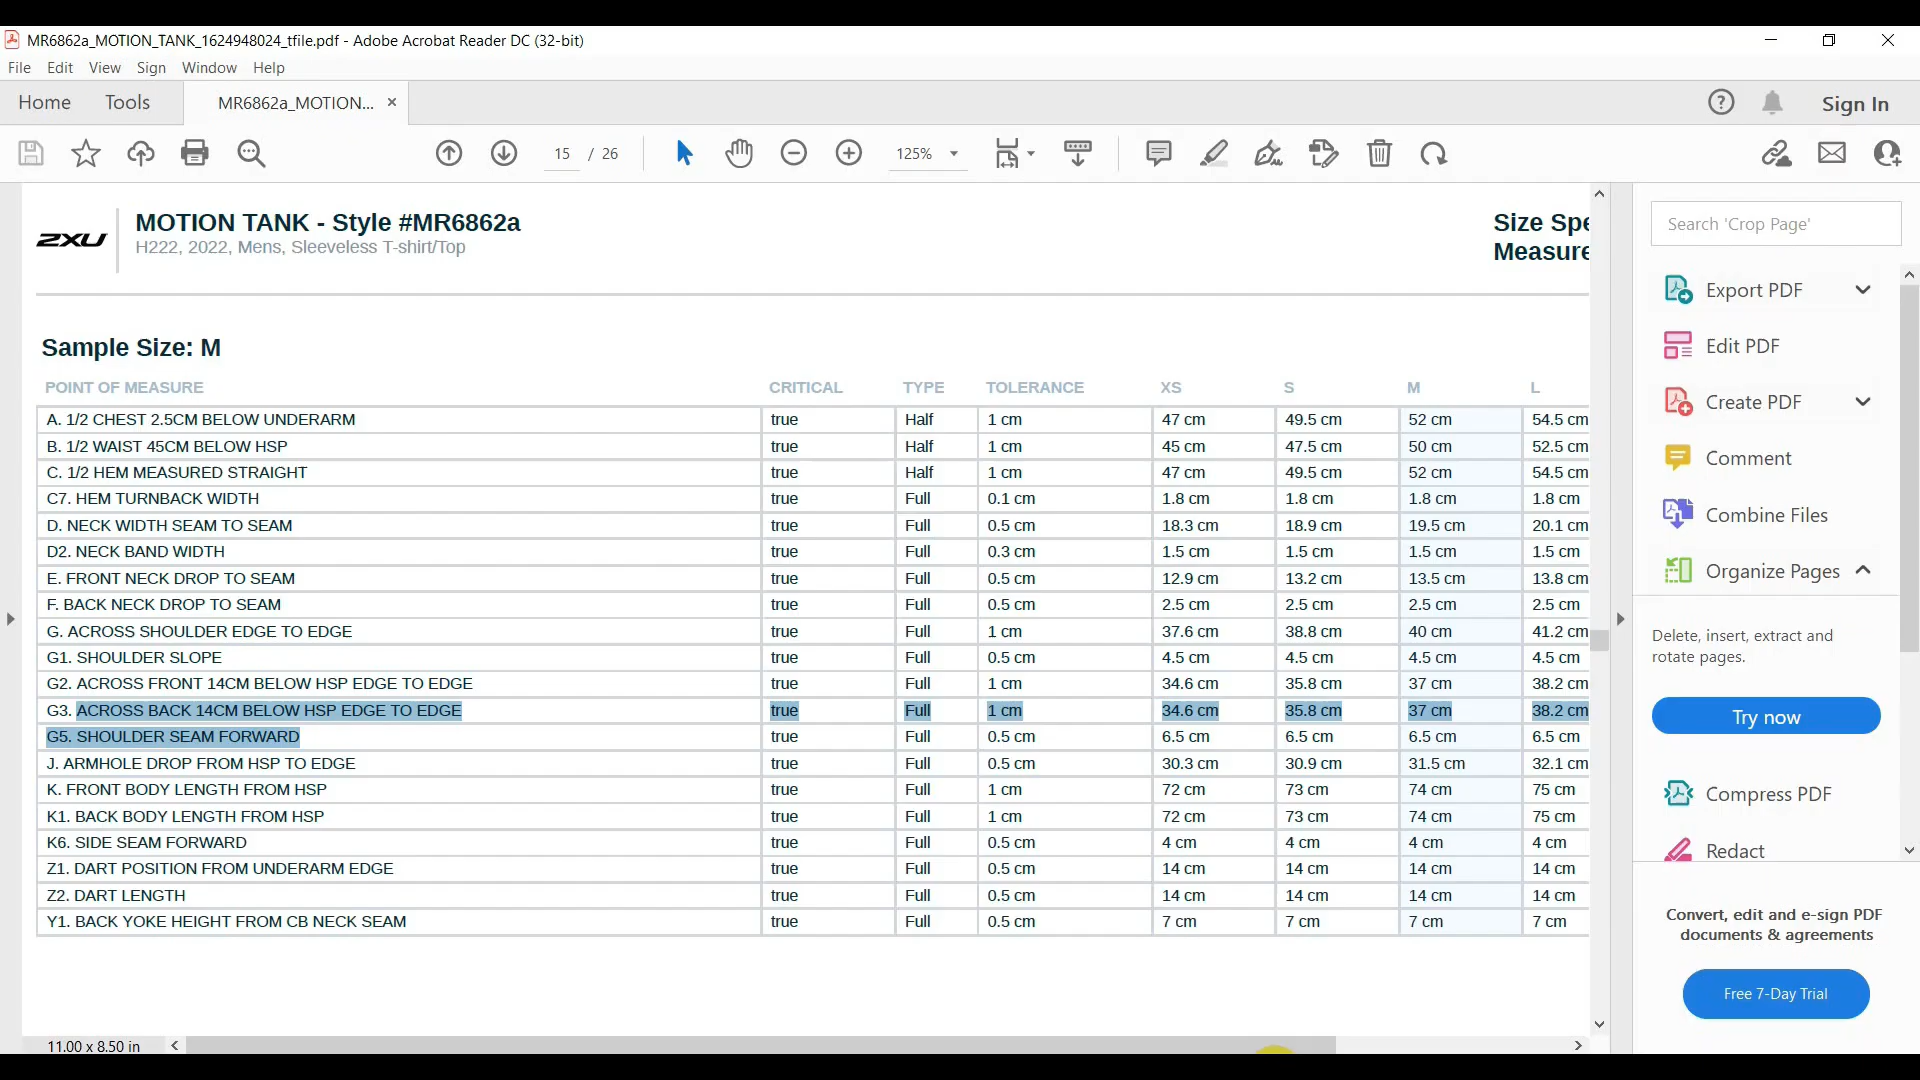 MR6862a_MOTION_TANK_1624948024_tfile.pdf - Adobe Acrobat Reader DC (32-bit)
File Edit View Sign Window Help
Home Tools MR6862a_MOTION... × Sign In
15 / 26 125%
2XU
MOTION TANK - Style #MR6862a
H222, 2022, Mens, Sleeveless T-shirt/Top
Size Spe
Measure
Sample Size: M
POINT OF MEASURE CRITICAL TYPE TOLERANCE XS S M L
A. 1/2 CHEST 2.5CM BELOW UNDERARM true Half 1 cm 47 cm 49.5 cm 52 cm 54.5 cm
B. 1/2 WAIST 45CM BELOW HSP true Half 1 cm 45 cm 47.5 cm 50 cm 52.5 cm
C. 1/2 HEM MEASURED STRAIGHT true Half 1 cm 47 cm 49.5 cm 52 cm 54.5 cm
C7. HEM TURNBACK WIDTH true Full 0.1 cm 1.8 cm 1.8 cm 1.8 cm 1.8 cm
D. NECK WIDTH SEAM TO SEAM true Full 0.5 cm 18.3 cm 18.9 cm 19.5 cm 20.1 cm
D2. NECK BAND WIDTH true Full 0.3 cm 1.5 cm 1.5 cm 1.5 cm 1.5 cm
E. FRONT NECK DROP TO SEAM true Full 0.5 cm 12.9 cm 13.2 cm 13.5 cm 13.8 cm
F. BACK NECK DROP TO SEAM true Full 0.5 cm 2.5 cm 2.5 cm 2.5 cm 2.5 cm
G. ACROSS SHOULDER EDGE TO EDGE true Full 1 cm 37.6 cm 38.8 cm 40 cm 41.2 cm
G1. SHOULDER SLOPE true Full 0.5 cm 4.5 cm 4.5 cm 4.5 cm 4.5 cm
G2. ACROSS FRONT 14CM BELOW HSP EDGE TO EDGE true Full 1 cm 34.6 cm 35.8 cm 37 cm 38.2 cm
G3. ACROSS BACK 14CM BELOW HSP EDGE TO EDGE true Full 1 cm 34.6 cm 35.8 cm 37 cm 38.2 cm
G5. SHOULDER SEAM FORWARD true Full 0.5 cm 6.5 cm 6.5 cm 6.5 cm 6.5 cm
J. ARMHOLE DROP FROM HSP TO EDGE true Full 0.5 cm 30.3 cm 30.9 cm 31.5 cm 32.1 cm
K. FRONT BODY LENGTH FROM HSP true Full 1 cm 72 cm 73 cm 74 cm 75 cm
K1. BACK BODY LENGTH FROM HSP true Full 1 cm 72 cm 73 cm 74 cm 75 cm
K6. SIDE SEAM FORWARD true Full 0.5 cm 4 cm 4 cm 4 cm 4 cm
Z1. DART POSITION FROM UNDERARM EDGE true Full 0.5 cm 14 cm 14 cm 14 cm 14 cm
Z2. DART LENGTH true Full 0.5 cm 14 cm 14 cm 14 cm 14 cm
Y1. BACK YOKE HEIGHT FROM CB NECK SEAM true Full 0.5 cm 7 cm 7 cm 7 cm 7 cm
11.00 x 8.50 in
Search 'Crop Page'
Export PDF
Edit PDF
Create PDF
Comment
Combine Files
Organize Pages
Delete, insert, extract and
rotate pages.
Try now
Compress PDF
Redact
Convert, edit and e-sign PDF
documents & agreements
Free 7-Day Trial